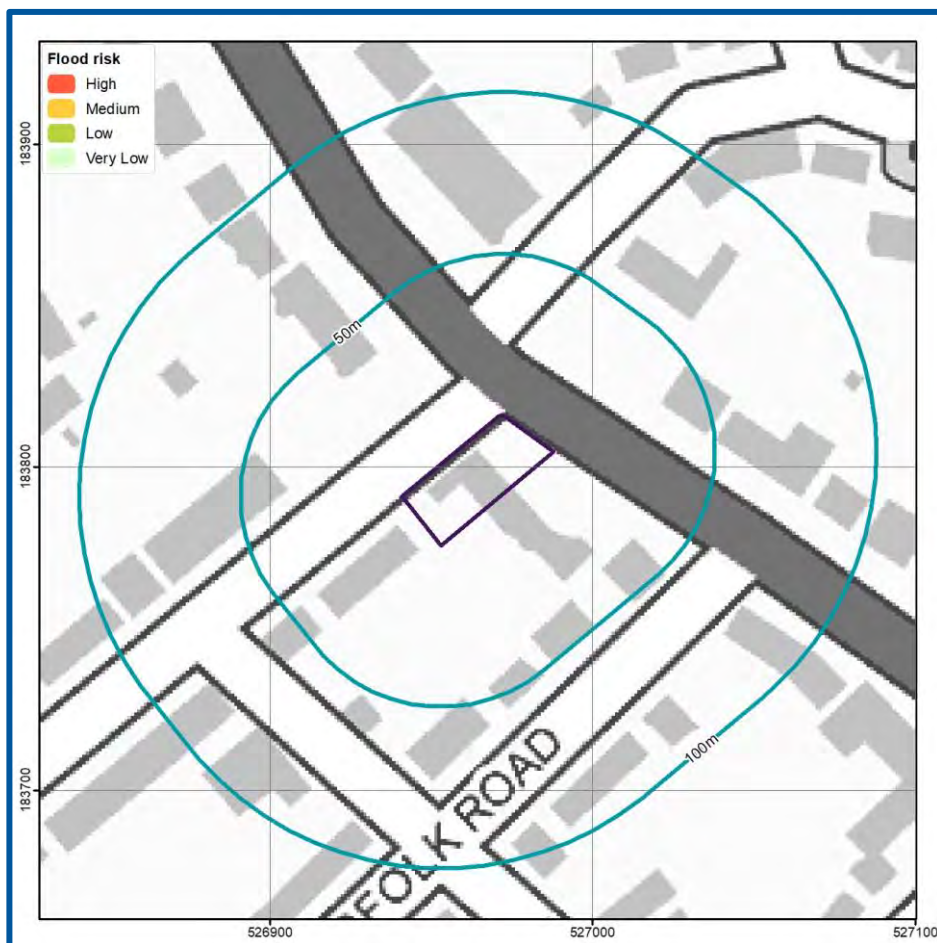 Flood risk
High
Medium
Low
Very Low
183900
50m
183800
100m
183700
FOLK ROAD
526900
527000
527100